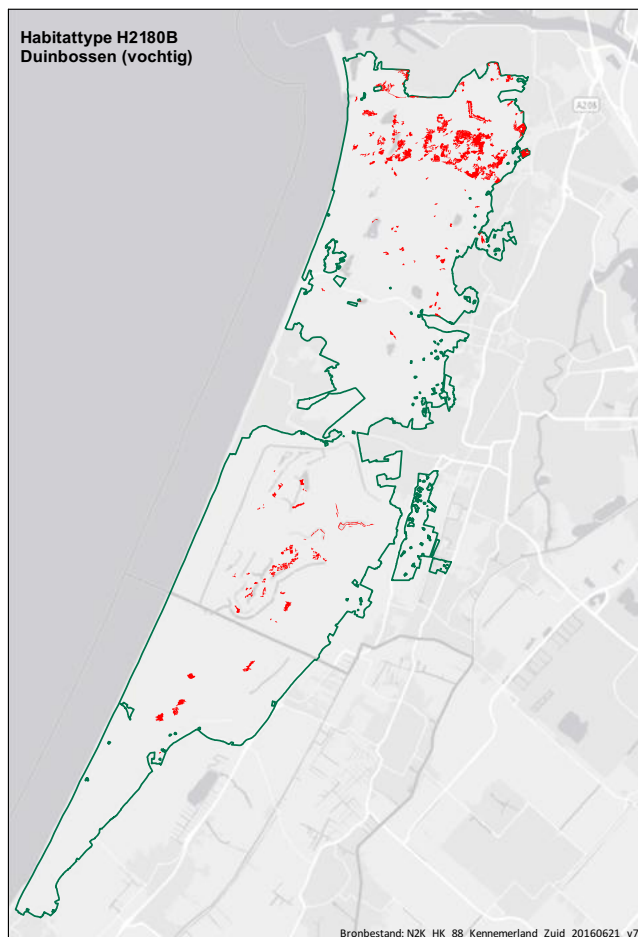 Habitattype H2180B
Duinbossen (vochtig)
A208
Bronbestand: N2K_HK_88_Kennemerland_Zuid_20160621_v7